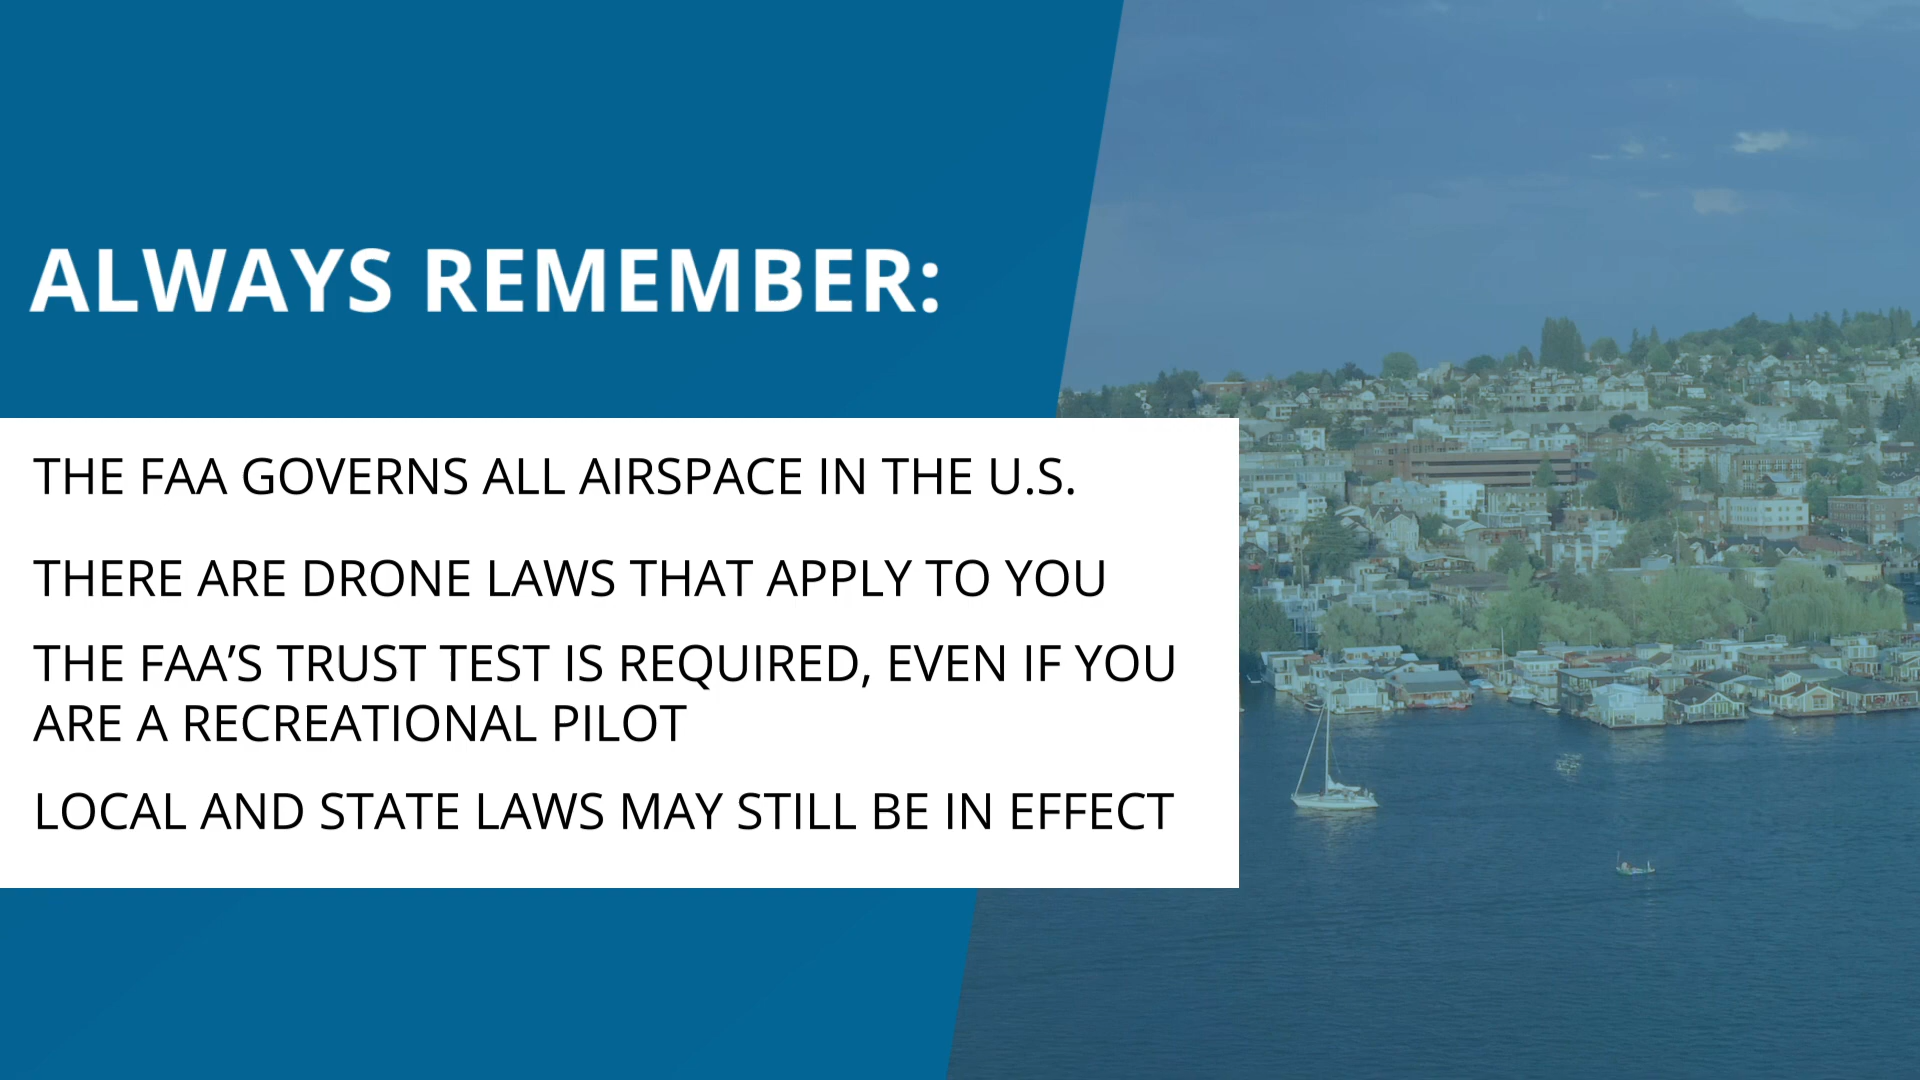 ALWAYS REMEMBER:
THE FAA GOVERNS ALL AIRSPACE IN THE U.S.
THERE ARE DRONE LAWS THAT APPLY TO YOU
THE FAA’S TRUST TEST IS REQUIRED, EVEN IF YOU
ARE A RECREATIONAL PILOT
LOCAL AND STATE LAWS MAY STILL BE IN EFFECT